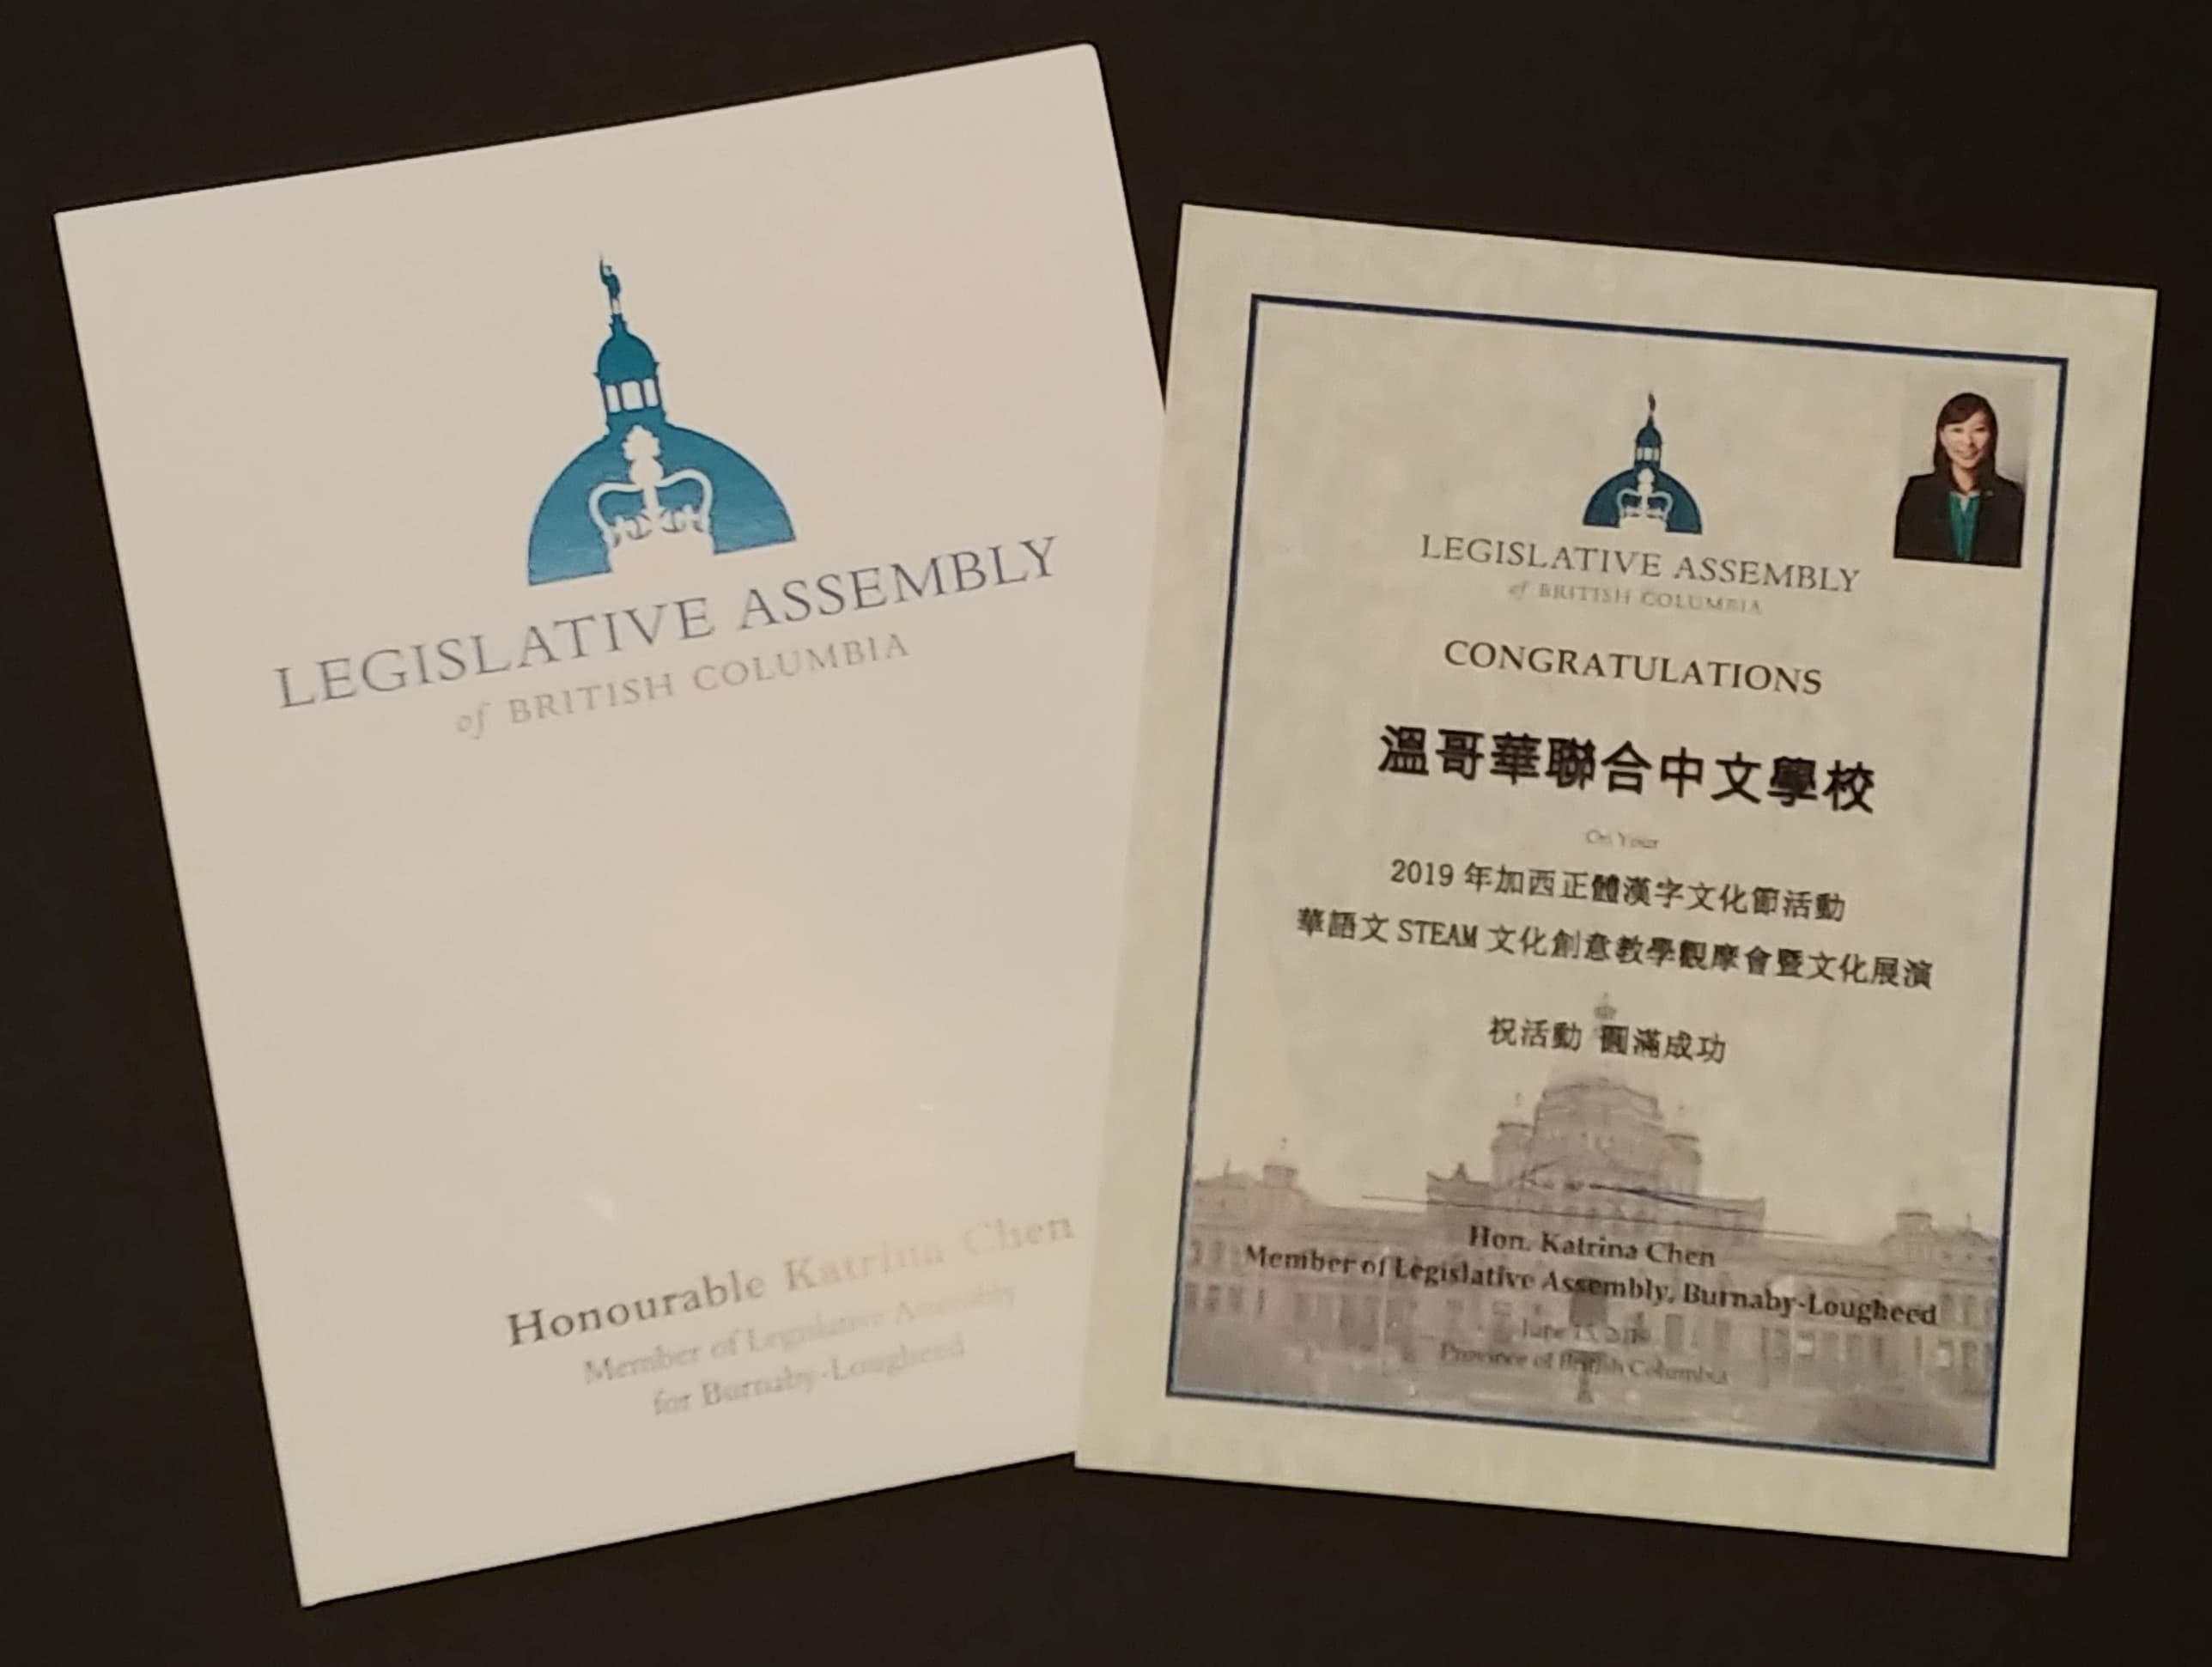 LEGISLATIVE ASSEMBLY
of BRITISH COLUMBIA
Honourable Katrina Chen
Member of Legislative Assembly
for Burnaby-Lougheed
LEGISLATIVE ASSEMBLY
of BRITISH COLUMBIA
CONGRATULATIONS
溫哥華聯合中文學校
On Your
2019 年加西正體漢字文化節活動
華語文 STEAM 文化創意教學觀摩會暨文化展演
祝活動 圓滿成功
Hon. Katrina Chen
Member of Legislative Assembly, Burnaby-Lougheed
June
Province of British Columbia